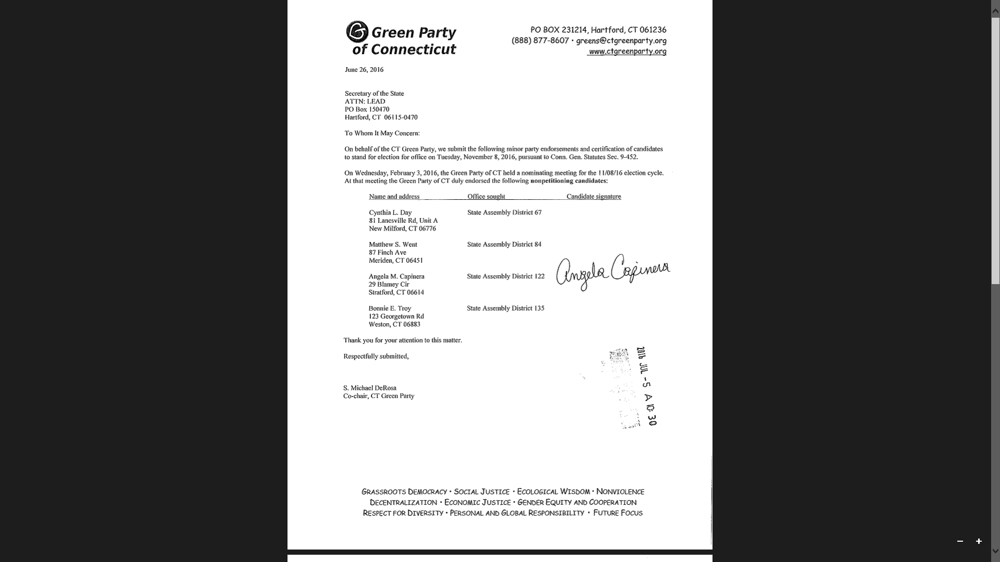 Green Party
of Connecticut
PO BOX 231214, Hartford, CT 061236
(888) 877-8607 • greens@ctgreenparty.org
www.ctgreenparty.org
June 26, 2016
Secretary of the State
ATTN: LEAD
PO Box 150470
Hartford, CT 06115-0470
To Whom It May Concern:
On behalf of the CT Green Party, we submit the following minor party endorsements and certification of candidates
to stand for election for office on Tuesday, November 8, 2016, pursuant to Conn. Gen. Statutes Sec. 9-452.
On Wednesday, February 3, 2016, the Green Party of CT held a nominating meeting for the 11/08/16 election cycle.
At that meeting the Green Party of CT duly endorsed the following nonpetitioning candidates:
Name and address Office sought Candidate signature
Cynthia L. Day State Assembly District 67
81 Lanesville Rd, Unit A
New Milford, CT 06776
Matthew S. Went State Assembly District 84
87 Finch Ave
Meriden, CT 06451
Angela M. Capinera State Assembly District 122 Angela Capinera
29 Blamey Cir
Stratford, CT 06614
Bonnie E. Troy State Assembly District 135
123 Georgetown Rd
Weston, CT 06883
Thank you for your attention to this matter.
Respectfully submitted,
2016 JUL -5 A 10: 30
S. Michael DeRosa
Co-chair, CT Green Party
GRASSROOTS DEMOCRACY • SOCIAL JUSTICE • ECOLOGICAL WISDOM • NONVIOLENCE
DECENTRALIZATION • ECONOMIC JUSTICE • GENDER EQUITY AND COOPERATION
RESPECT FOR DIVERSITY • PERSONAL AND GLOBAL RESPONSIBILITY • FUTURE FOCUS